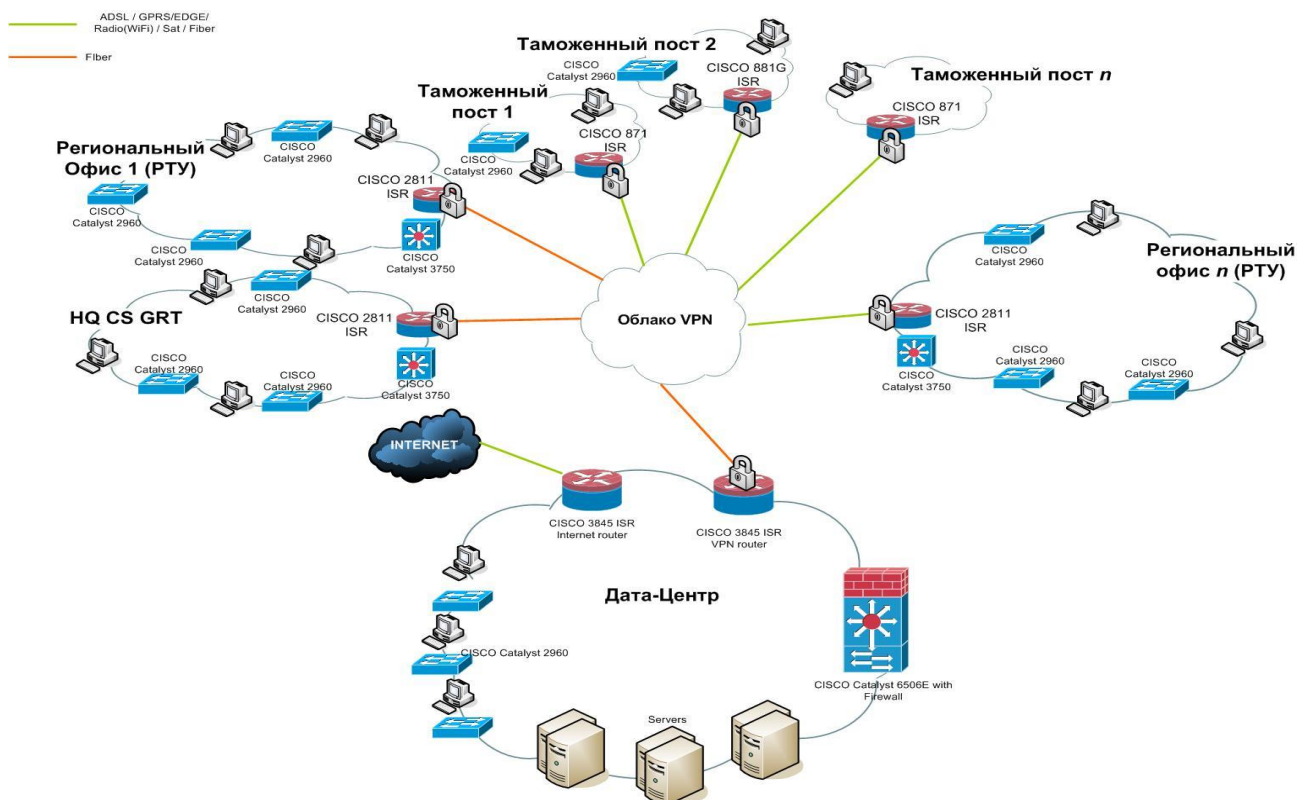 ADSL / GPRS/EDGE/
Radio(WiFi) / Sat / Fiber
FIber
Таможенный пост 2
CISCO
Catalyst 2960
CISCO 881G
ISR
Таможенный пост n
CISCO 871
ISR
Таможенный
пост 1
CISCO
Catalyst 2960
CISCO 871
ISR
Региональный
Офис 1 (РТУ)
CISCO
Catalyst 2960
CISCO
Catalyst 2960
CISCO
Catalyst 2960
CISCO 2811
ISR
CISCO
Catalyst 3750
HQ CS GRT
CISCO
Catalyst 2960
CISCO 2811
ISR
CISCO
Catalyst 2960
CISCO
Catalyst 2960
CISCO
Catalyst 3750
Облако VPN
Региональный
офис n (РТУ)
CISCO
Catalyst 2960
CISCO 2811
ISR
CISCO
Catalyst 3750
CISCO
Catalyst 2960
CISCO
Catalyst 2960
INTERNET
CISCO 3845 ISR
Internet router
CISCO 3845 ISR
VPN router
Дата-Центр
CISCO Catalyst 2960
CISCO Catalyst 6506E with
Firewall
Servers